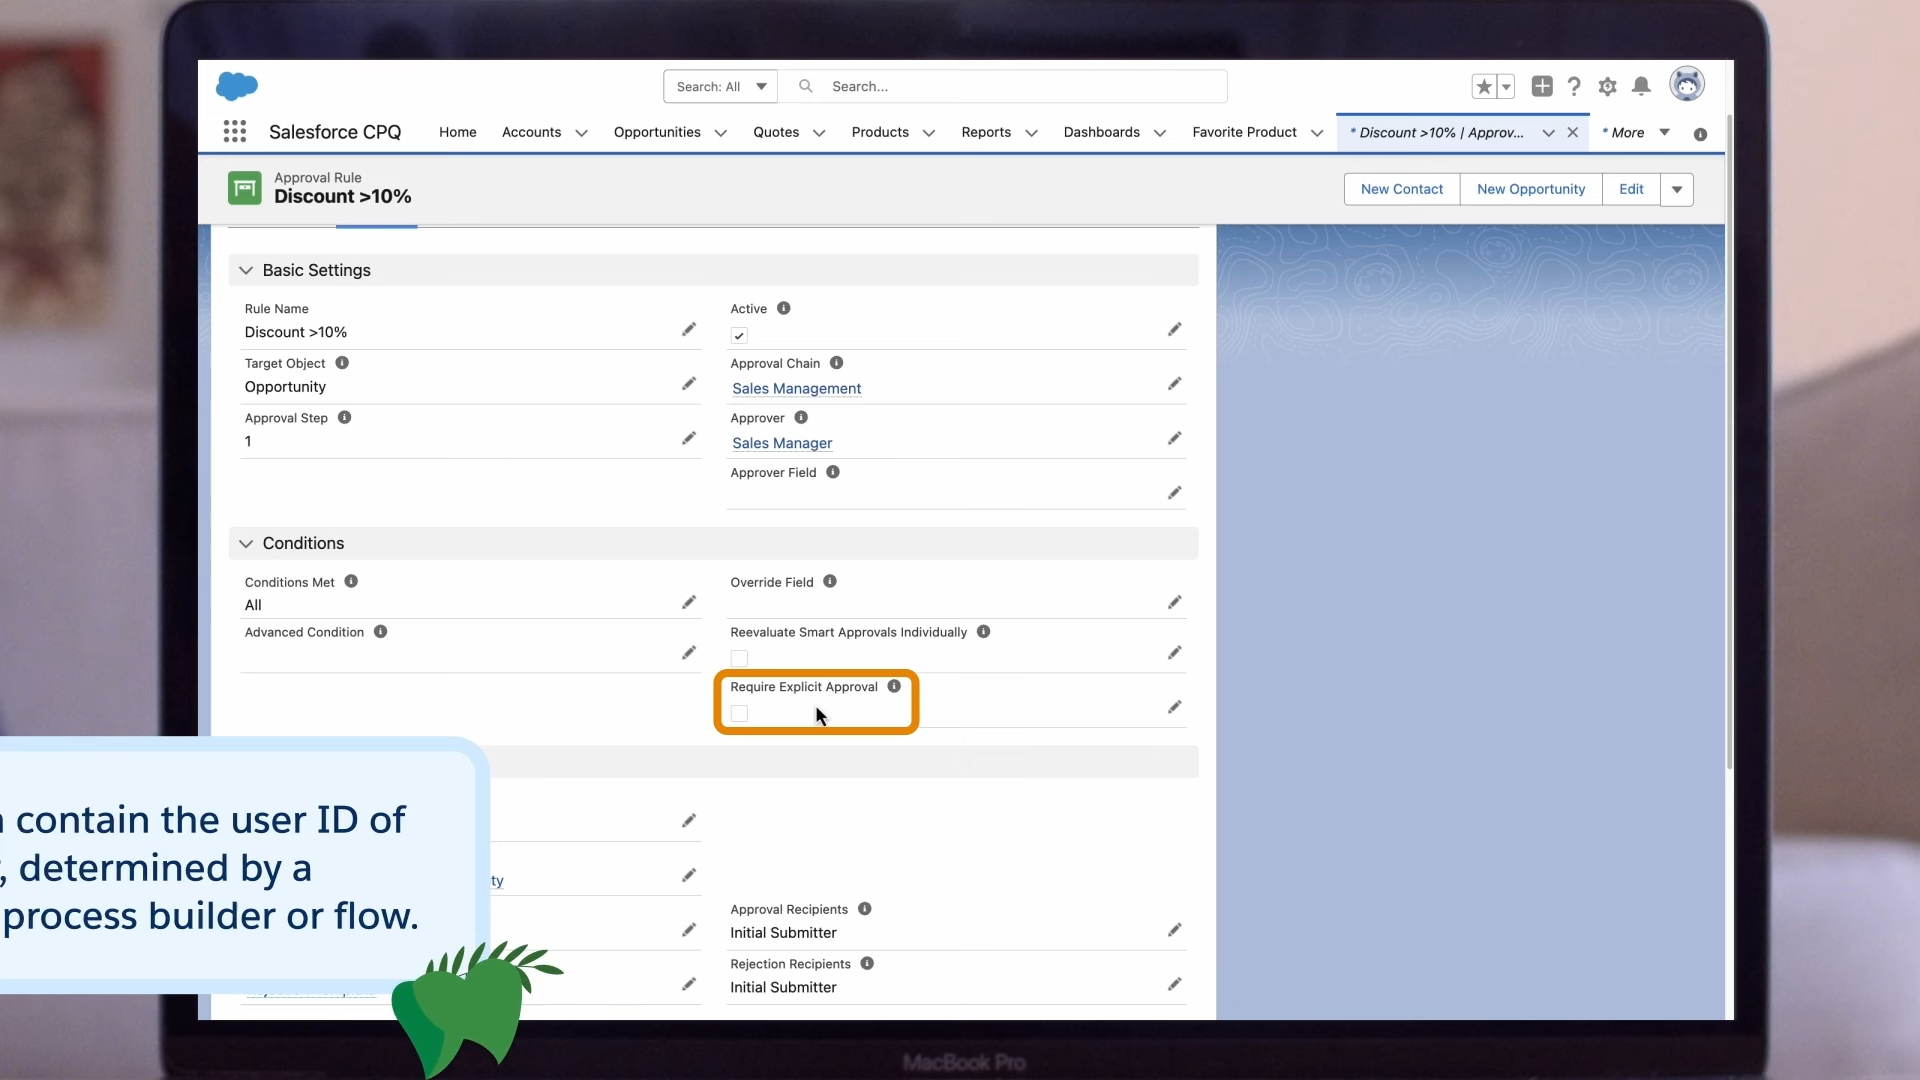 Search: All
Search...
Salesforce CPQ
Home
Accounts
Opportunities
Quotes
Products
Reports
Dashboards
Favorite Product
* Discount >10% | Approv...
* More
Approval Rule
Discount >10%
New Contact
New Opportunity
Edit
Basic Settings
Rule Name
Discount >10%
Active
Target Object
Opportunity
Approval Chain
Sales Management
Approval Step
1
Approver
Sales Manager
Approver Field
Conditions
Conditions Met
All
Override Field
Advanced Condition
Reevaluate Smart Approvals Individually
Require Explicit Approval
contain the user ID of
determined by a
process builder or flow.
ty
Approval Recipients
Initial Submitter
Rejection Recipients
Initial Submitter
MacBook Pro